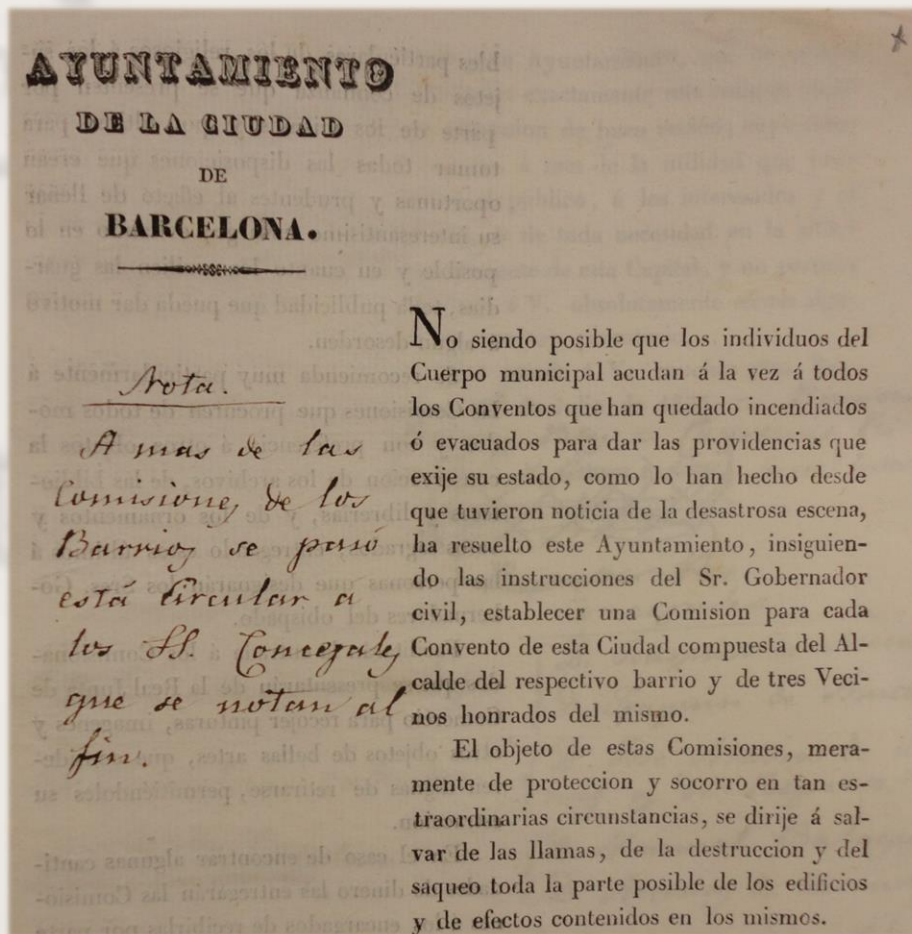 AYUNTAMIENTO
DE LA CIUDAD
DE
BARCELONA.
Nota.
A mas de las
Comisiones de los
Barrios se pasó
está Circular a
los SS. Concegales
que se notan al
fin.
No siendo posible que los individuos del
Cuerpo municipal acudan á la vez á todos
los Conventos que han quedado incendiados
ó evacuados para dar las providencias que
exije su estado, como lo han hecho desde
que tuvieron noticia de la desastrosa escena,
ha resuelto este Ayuntamiento, insiguien-
do las instrucciones del Sr. Gobernador
civil, establecer una Comision para cada
Convento de esta Ciudad compuesta del Al-
calde del respectivo barrio y de tres Veci-
nos honrados del mismo.
El objeto de estas Comisiones, mera-
mente de proteccion y socorro en tan es-
traordinarias circunstancias, se dirije á sal-
var de las llamas, de la destruccion y del
saqueo toda la parte posible de los edificios
y de efectos contenidos en los mismos.